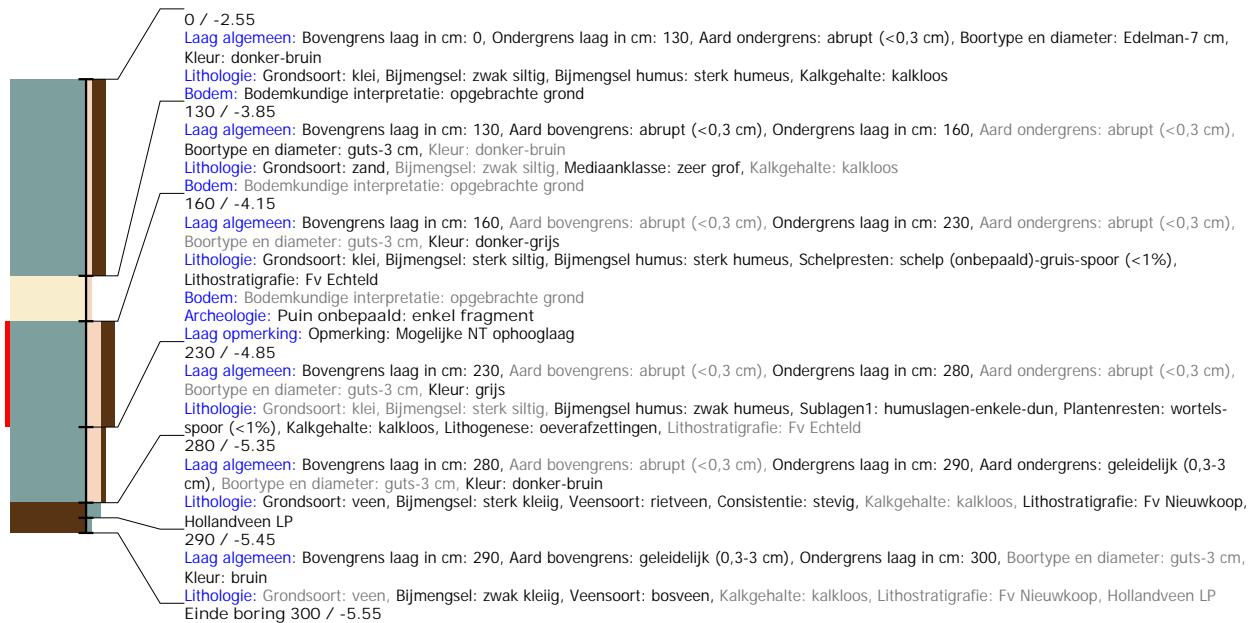 0 / -2.55
Laag algemeen: Bovengrens laag in cm: 0, Ondergrens laag in cm: 130, Aard ondergrens: abrupt (<0,3 cm), Boortype en diameter: Edelman-7 cm,
Kleur: donker-bruin
Lithologie: Grondsoort: klei, Bijmengsel: zwak siltig, Bijmengsel humus: sterk humeus, Kalkgehalte: kalkloos
Bodem: Bodemkundige interpretatie: opgebrachte grond
130 / -3.85
Laag algemeen: Bovengrens laag in cm: 130, Aard bovengrens: abrupt (<0,3 cm), Ondergrens laag in cm: 160, Aard ondergrens: abrupt (<0,3 cm),
Boortype en diameter: guts-3 cm, Kleur: donker-bruin
Lithologie: Grondsoort: zand, Bijmengsel: zwak siltig, Mediaanklasse: zeer grof, Kalkgehalte: kalkloos
Bodem: Bodemkundige interpretatie: opgebrachte grond
160 / -4.15
Laag algemeen: Bovengrens laag in cm: 160, Aard bovengrens: abrupt (<0,3 cm), Ondergrens laag in cm: 230, Aard ondergrens: abrupt (<0,3 cm),
Boortype en diameter: guts-3 cm, Kleur: donker-grijs
Lithologie: Grondsoort: klei, Bijmengsel: sterk siltig, Bijmengsel humus: sterk humeus, Schelpresten: schelp (onbepaald)-gruis-spoor (<1%),
Lithostratigrafie: Fv Echteld
Bodem: Bodemkundige interpretatie: opgebrachte grond
Archeologie: Puin onbepaald: enkel fragment
Laag opmerking: Opmerking: Mogelijke NT ophooglaag
230 / -4.85
Laag algemeen: Bovengrens laag in cm: 230, Aard bovengrens: abrupt (<0,3 cm), Ondergrens laag in cm: 280, Aard ondergrens: abrupt (<0,3 cm),
Boortype en diameter: guts-3 cm, Kleur: grijs
Lithologie: Grondsoort: klei, Bijmengsel: sterk siltig, Bijmengsel humus: zwak humeus, Sublagen1: humuslagen-enkele-dun, Plantenresten: wortels-
spoor (<1%), Kalkgehalte: kalkloos, Lithogenese: oeverafzettingen, Lithostratigrafie: Fv Echteld
280 / -5.35
Laag algemeen: Bovengrens laag in cm: 280, Aard bovengrens: abrupt (<0,3 cm), Ondergrens laag in cm: 290, Aard ondergrens: geleidelijk (0,3-3
cm), Boortype en diameter: guts-3 cm, Kleur: donker-bruin
Lithologie: Grondsoort: veen, Bijmengsel: sterk kleiig, Veensoort: rietveen, Consistentie: stevig, Kalkgehalte: kalkloos, Lithostratigrafie: Fv Nieuwkoop,
Hollandveen LP
290 / -5.45
Laag algemeen: Bovengrens laag in cm: 290, Aard bovengrens: geleidelijk (0,3-3 cm), Ondergrens laag in cm: 300, Boortype en diameter: guts-3 cm,
Kleur: bruin
Lithologie: Grondsoort: veen, Bijmengsel: zwak kleiig, Veensoort: bosveen, Kalkgehalte: kalkloos, Lithostratigrafie: Fv Nieuwkoop, Hollandveen LP
Einde boring 300 / -5.55